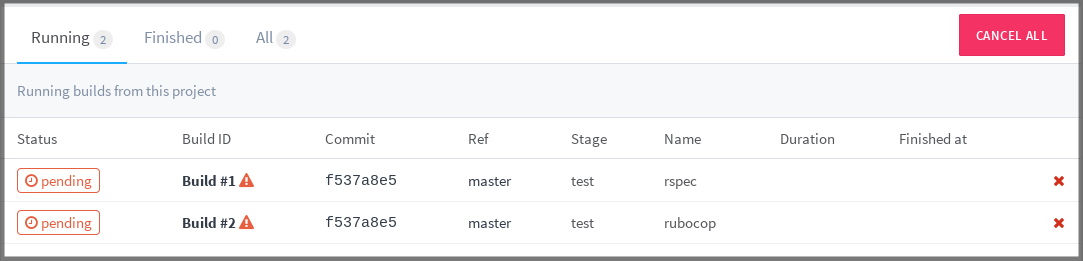 Running 2 Finished 0 All 2 CANCEL ALL
Running builds from this project
Status Build ID Commit Ref Stage Name Duration Finished at
pending Build #1 f537a8e5 master test rspec
pending Build #2 f537a8e5 master test rubocop